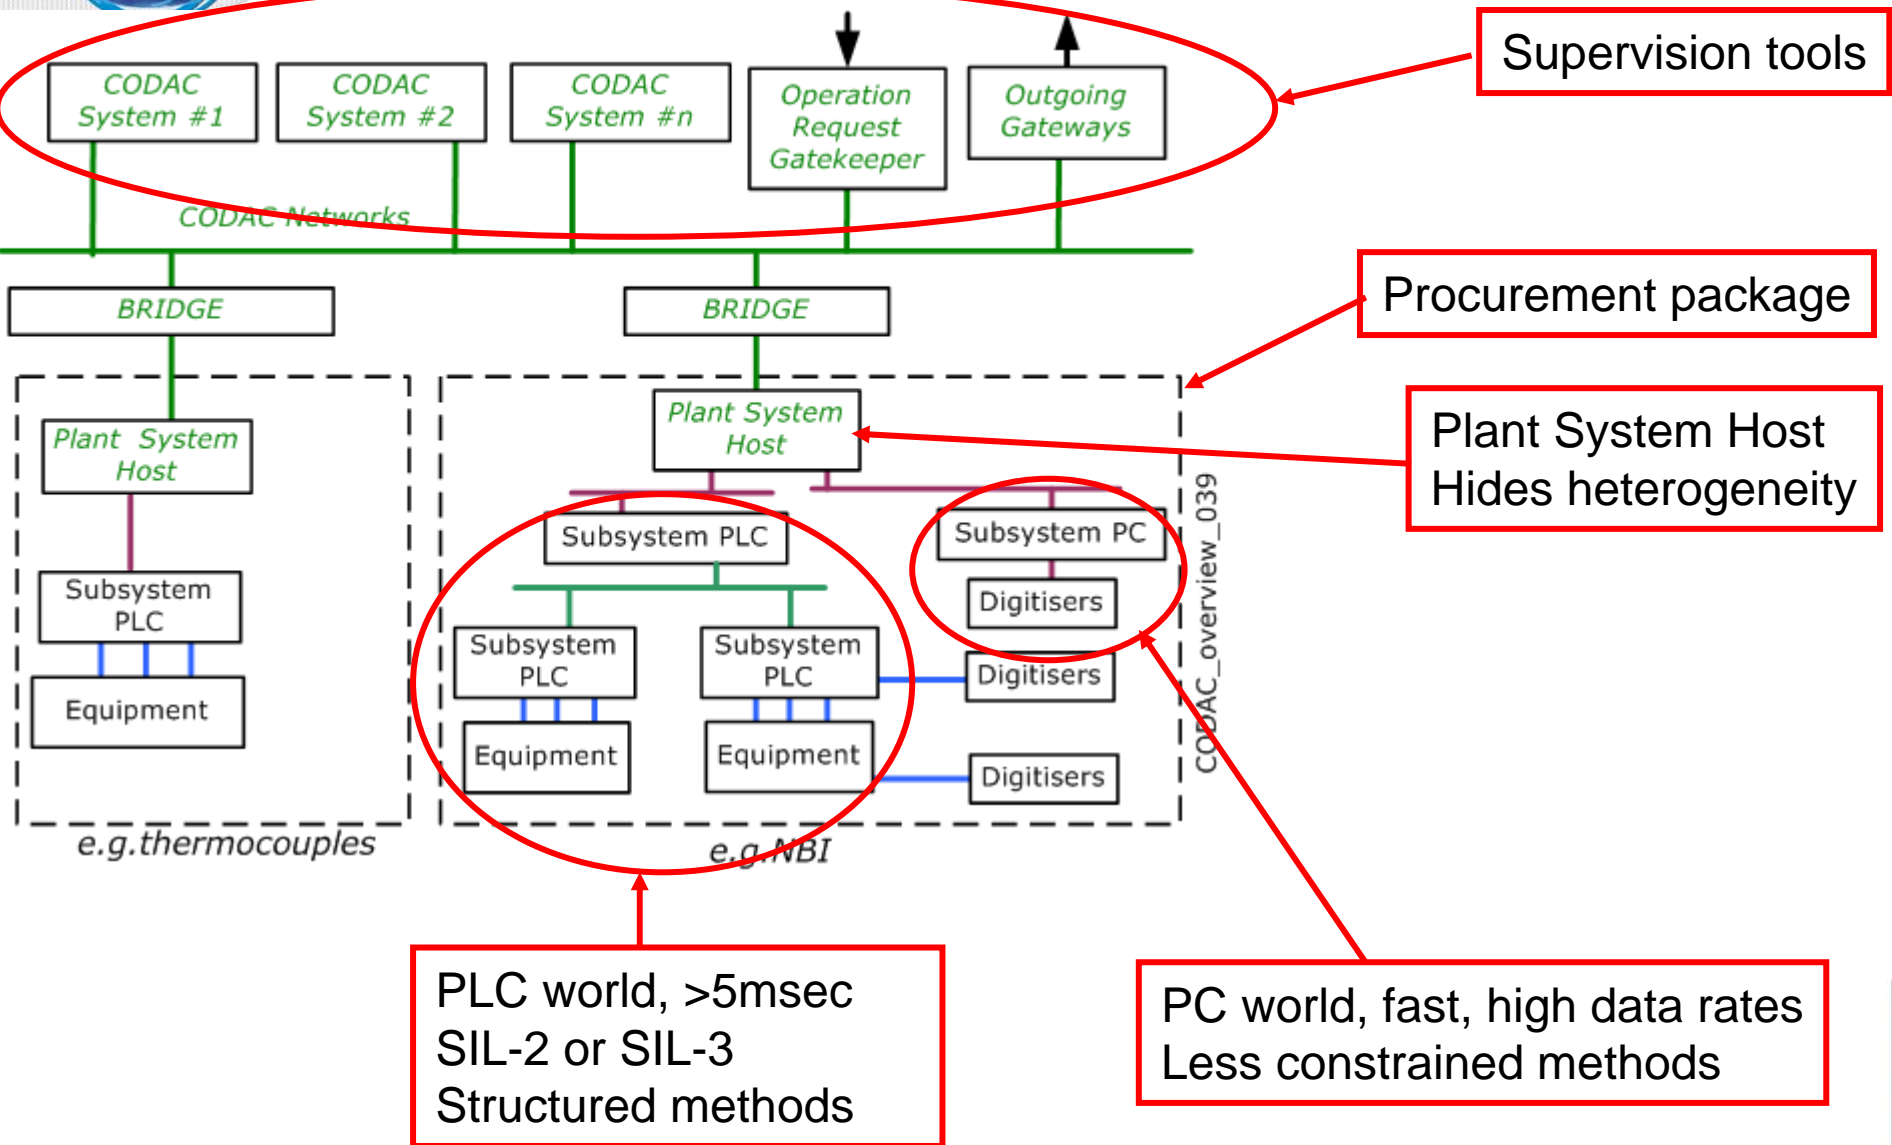 Supervision tools
CODAC
System #1
CODAC
System #2
CODAC
System #n
Operation
Request
Gatekeeper
Outgoing
Gateways
CODAC Networks
BRIDGE
BRIDGE
Procurement package
Plant System
Host
Plant System
Host
Plant System Host
Hides heterogeneity
Subsystem PLC
Subsystem PC
Digitisers
Subsystem
PLC
Equipment
Subsystem
PLC
Equipment
Subsystem
PLC
Equipment
Digitisers
Digitisers
CODAC_overview_039
e.g.thermocouples
e.g.NBI
PLC world, >5msec
SIL-2 or SIL-3
Structured methods
PC world, fast, high data rates
Less constrained methods